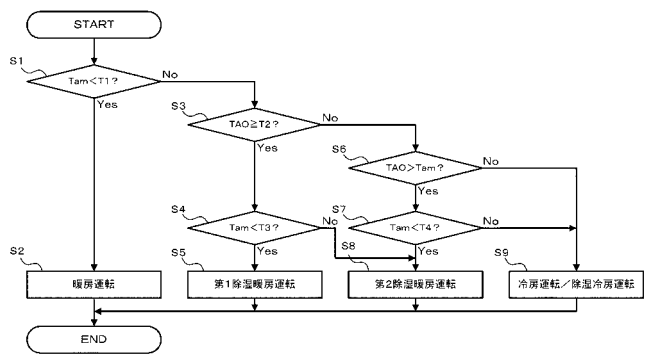 START
S1
Tam<T1?
No
Yes
S3
TAO≧T2?
No
Yes
S6
TAO>Tam?
No
Yes
S4
Tam<T3?
No
Yes
S7
Tam<T4?
No
Yes
S2
暖房運転
S5
第1除湿暖房運転
S8
第2除湿暖房運転
S9
冷房運転/除湿冷房運転
END